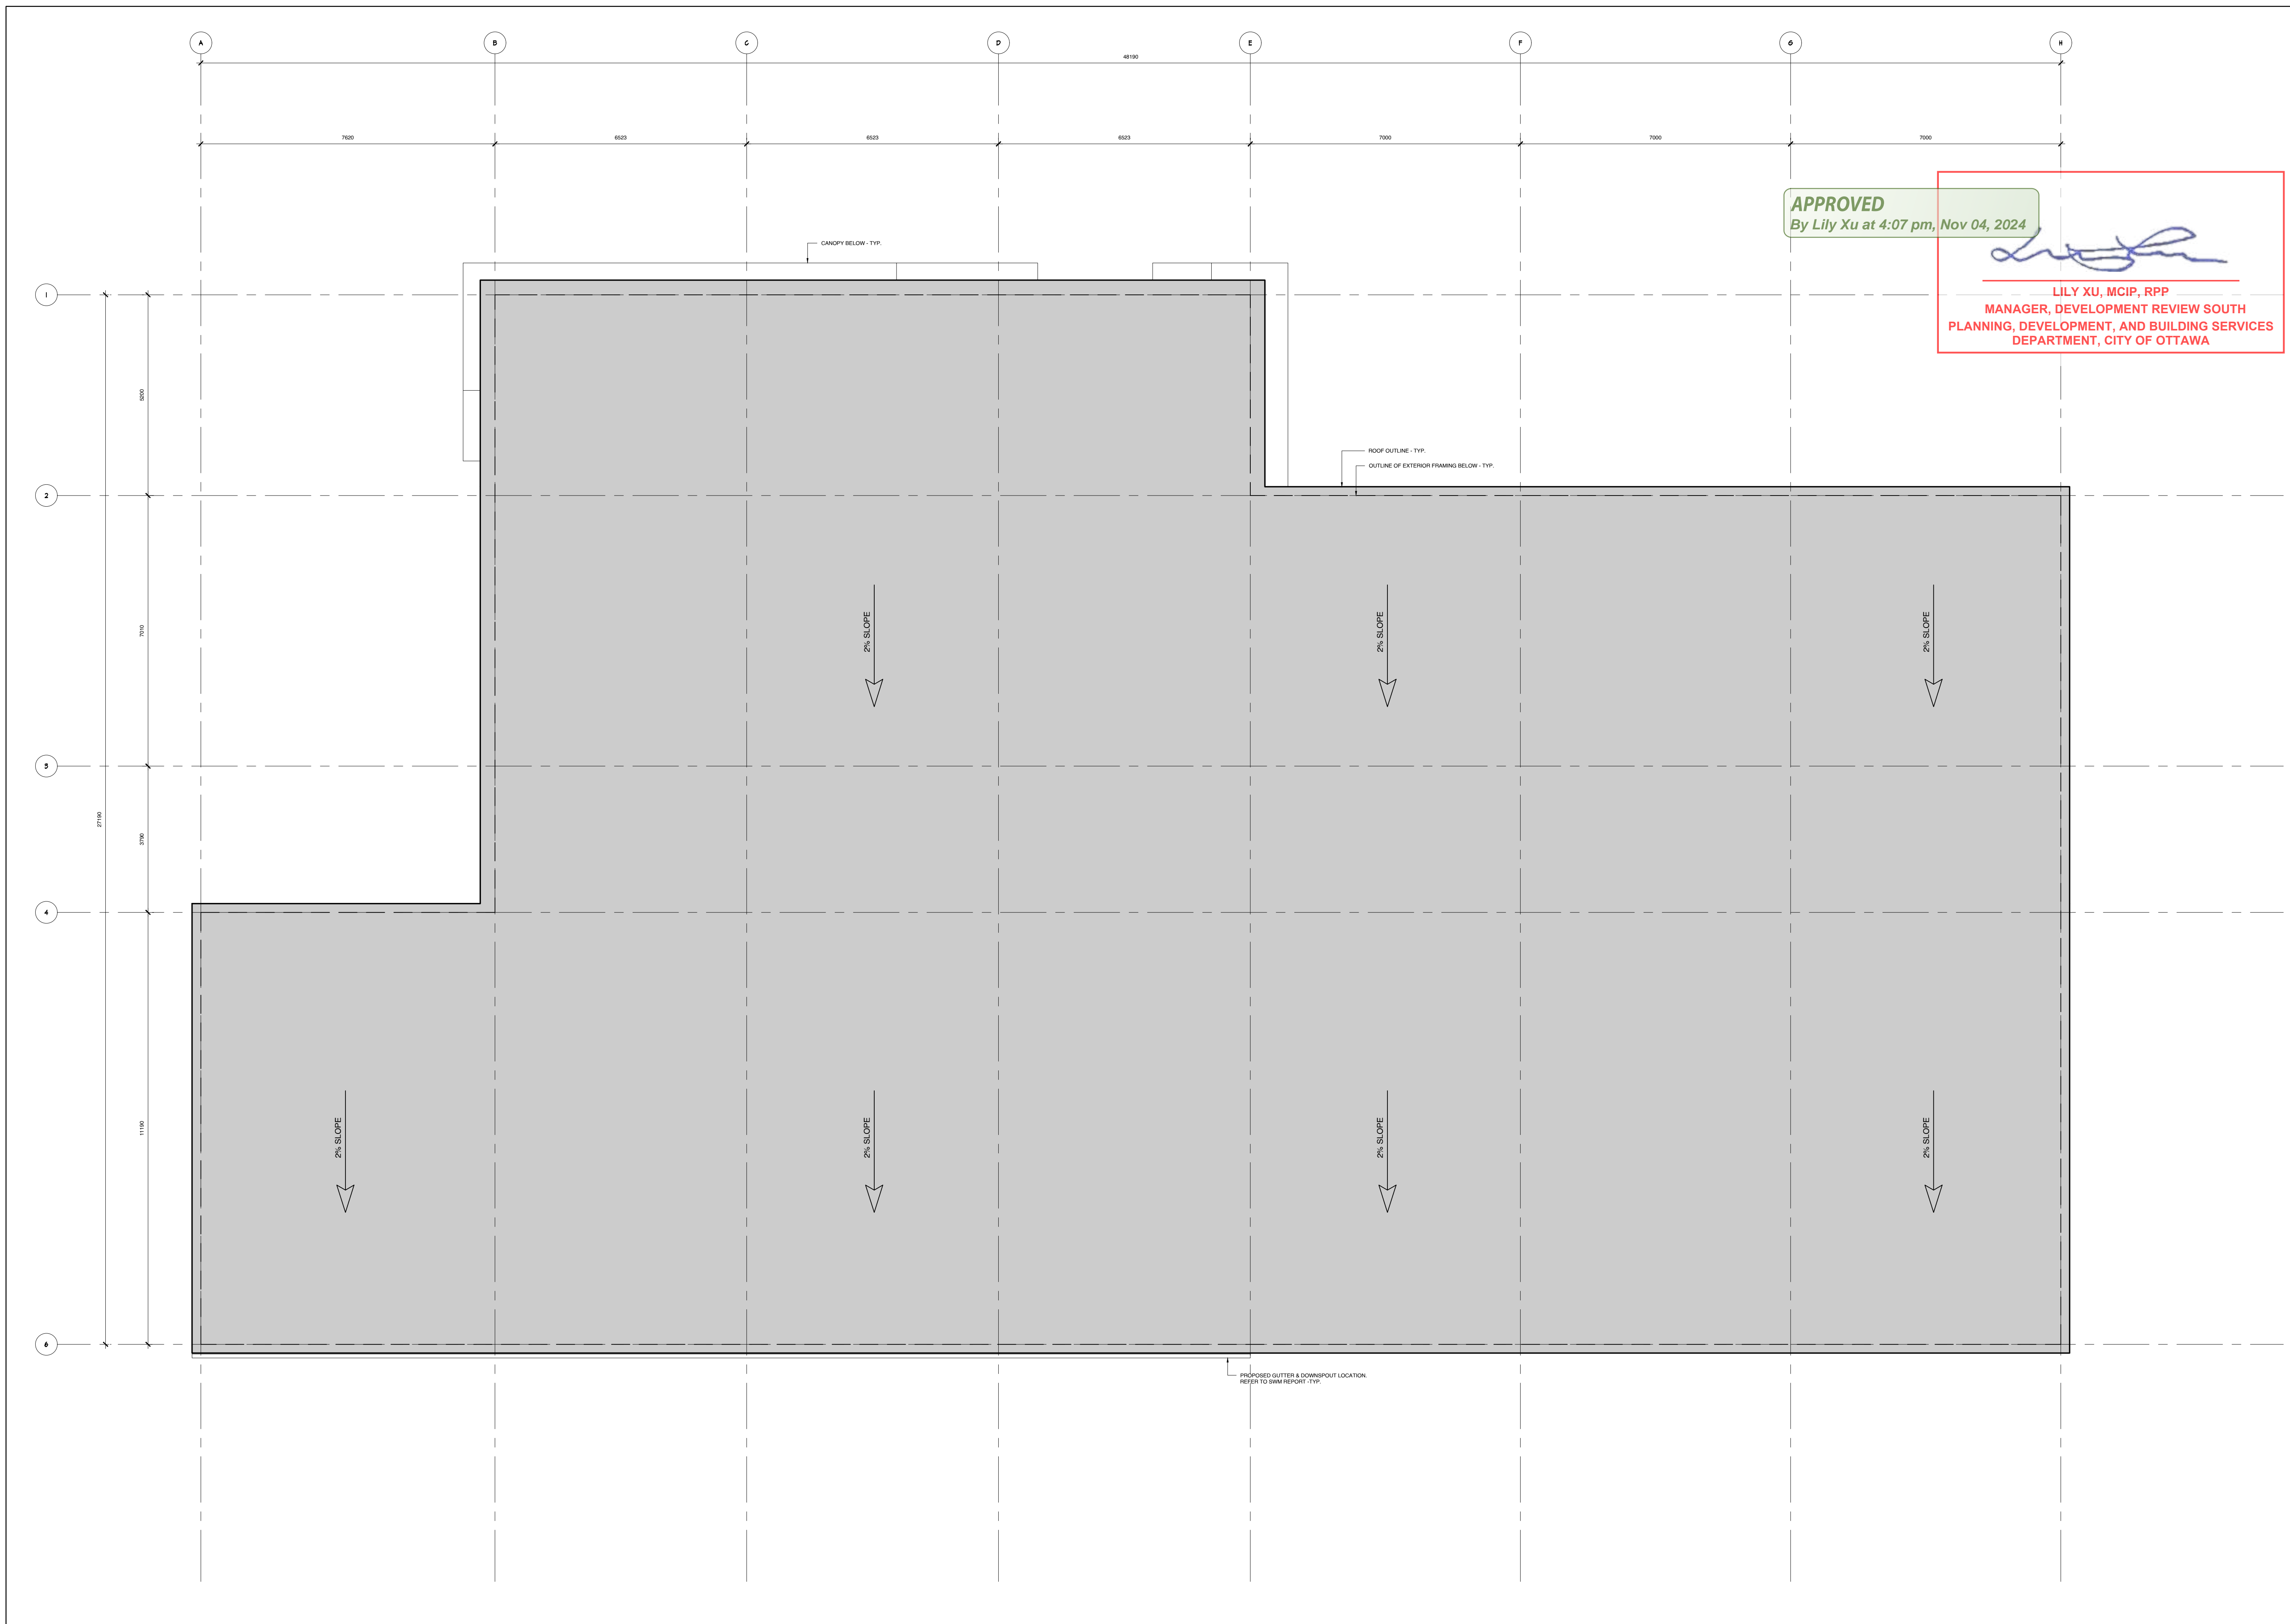 A
B
C
D
E
F
G
H
48190
7620
6523
6523
6523
7000
7000
7000
APPROVED
By Lily Xu at 4:07 pm, Nov 04, 2024
LILY XU, MCIP, RPP
MANAGER, DEVELOPMENT REVIEW SOUTH
PLANNING, DEVELOPMENT, AND BUILDING SERVICES
DEPARTMENT, CITY OF OTTAWA
CANOPY BELOW - TYP.
1
5200
ROOF OUTLINE - TYP.
OUTLINE OF EXTERIOR FRAMING BELOW - TYP.
2
7010
2% SLOPE
2% SLOPE
2% SLOPE
3
27190
3790
4
11190
2% SLOPE
2% SLOPE
2% SLOPE
2% SLOPE
6
PROPOSED GUTTER & DOWNSPOUT LOCATION.
REFER TO SWM REPORT -TYP.